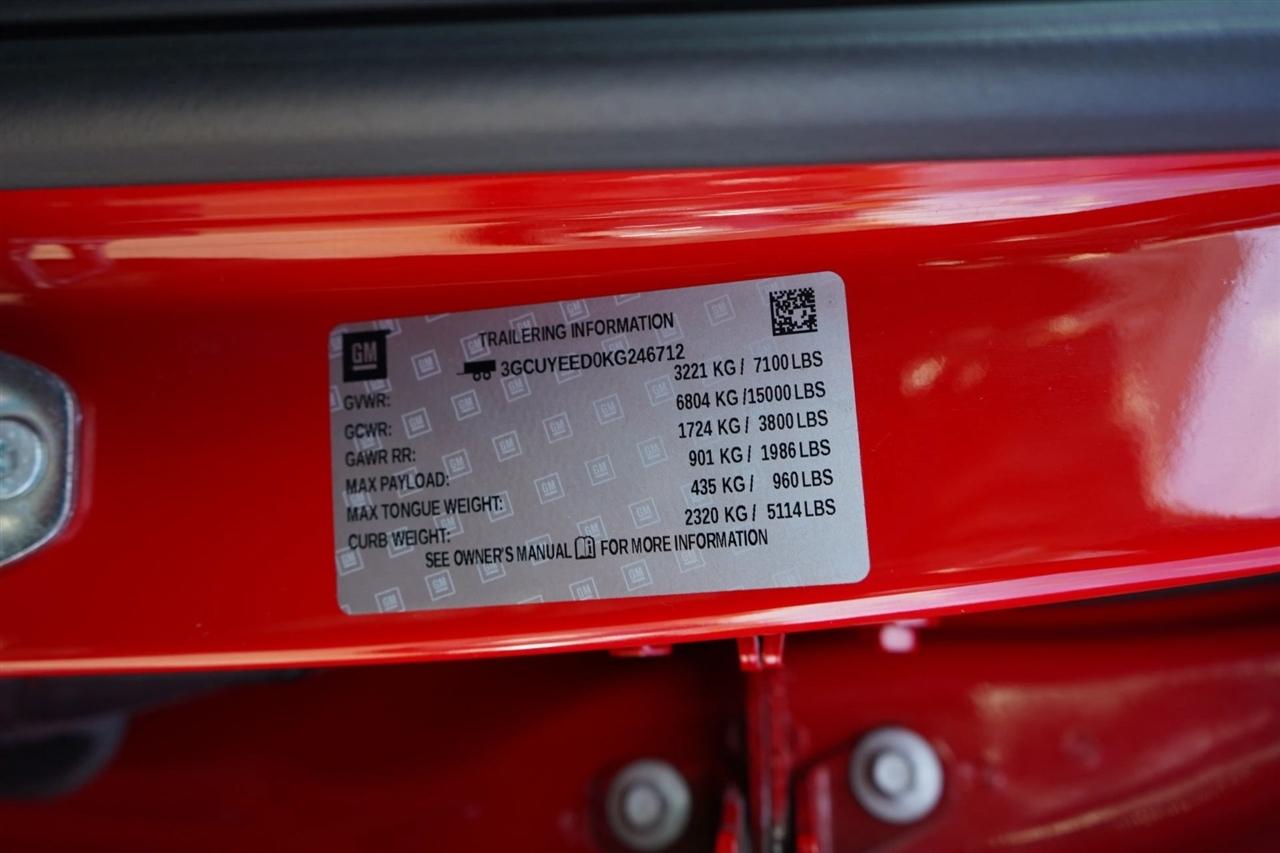 GM
TRAILERING INFORMATION
3GCUYEED0KG246712
GVWR: 3221 KG / 7100 LBS
GCWR: 6804 KG /15000 LBS
GAWR RR: 1724 KG / 3800 LBS
MAX PAYLOAD: 901 KG / 1986 LBS
MAX TONGUE WEIGHT: 435 KG / 960 LBS
CURB WEIGHT: 2320 KG / 5114 LBS
SEE OWNER'S MANUAL FOR MORE INFORMATION